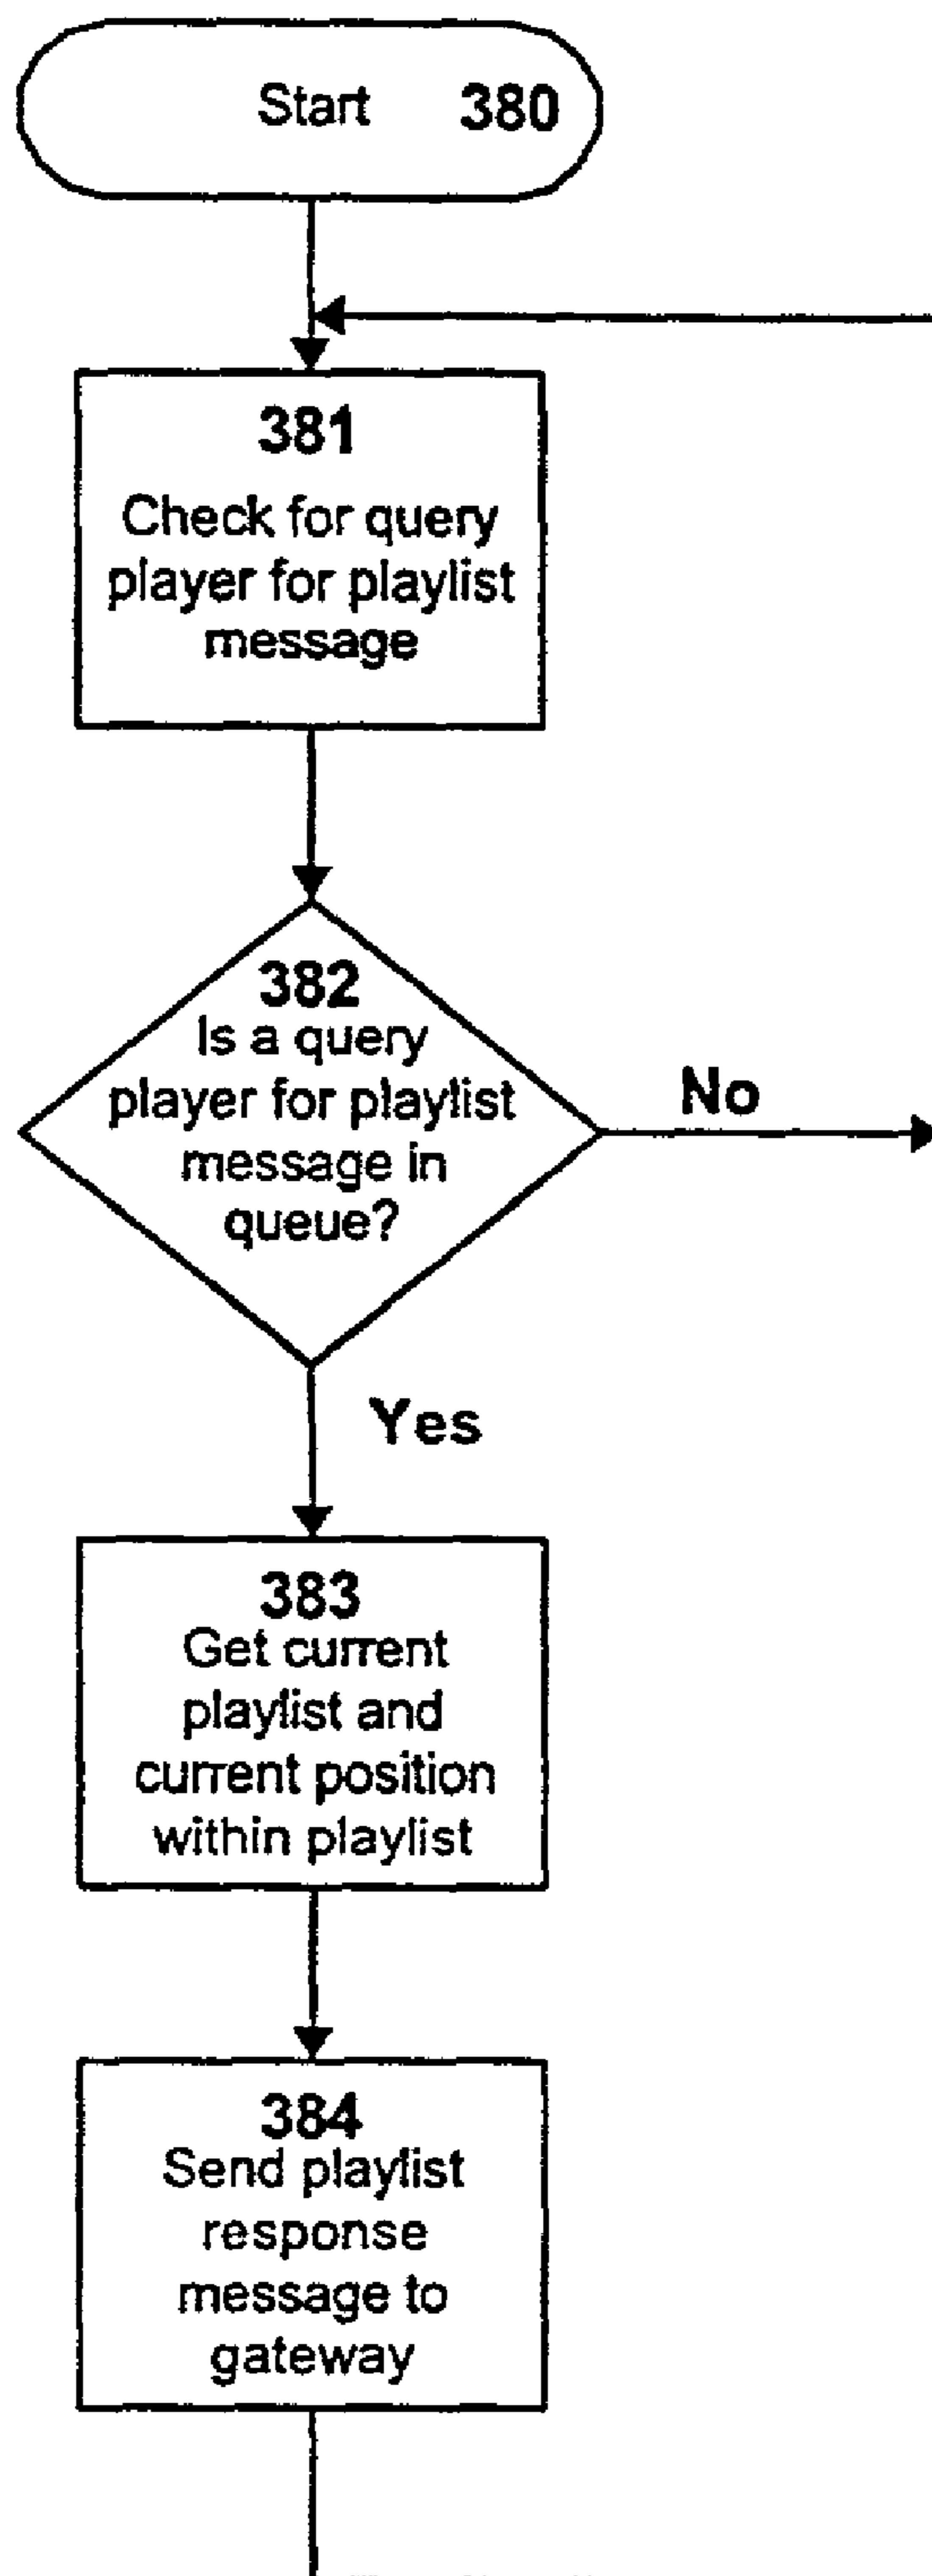 Start 380
381
Check for query
player for playlist
message
382
Is a query
player for playlist
message in
queue?
No
Yes
383
Get current
playlist and
current position
within playlist
384
Send playlist
response
message to
gateway